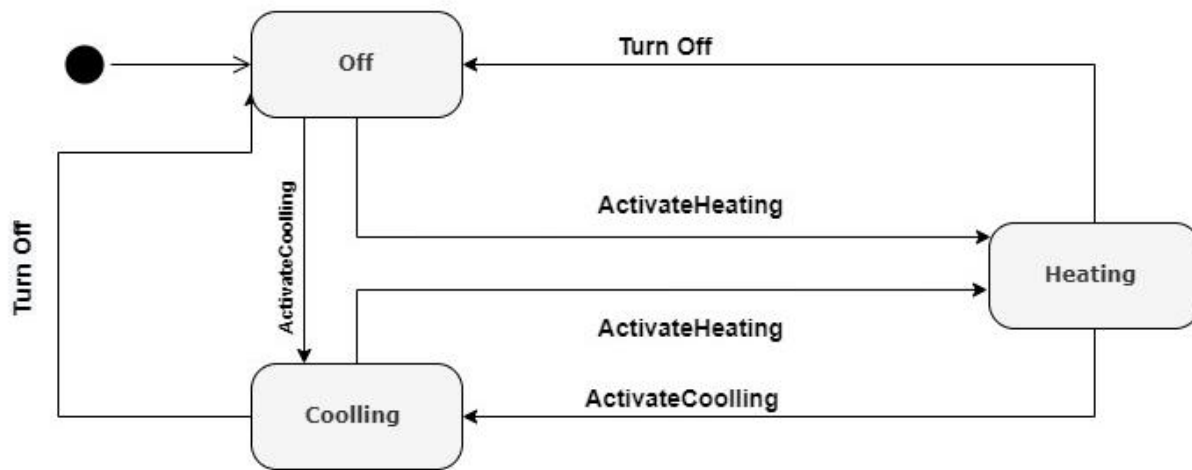 Off
Turn Off
ActivateHeating
ActivateCoolling
Turn Off
Heating
ActivateHeating
ActivateCoolling
Coolling